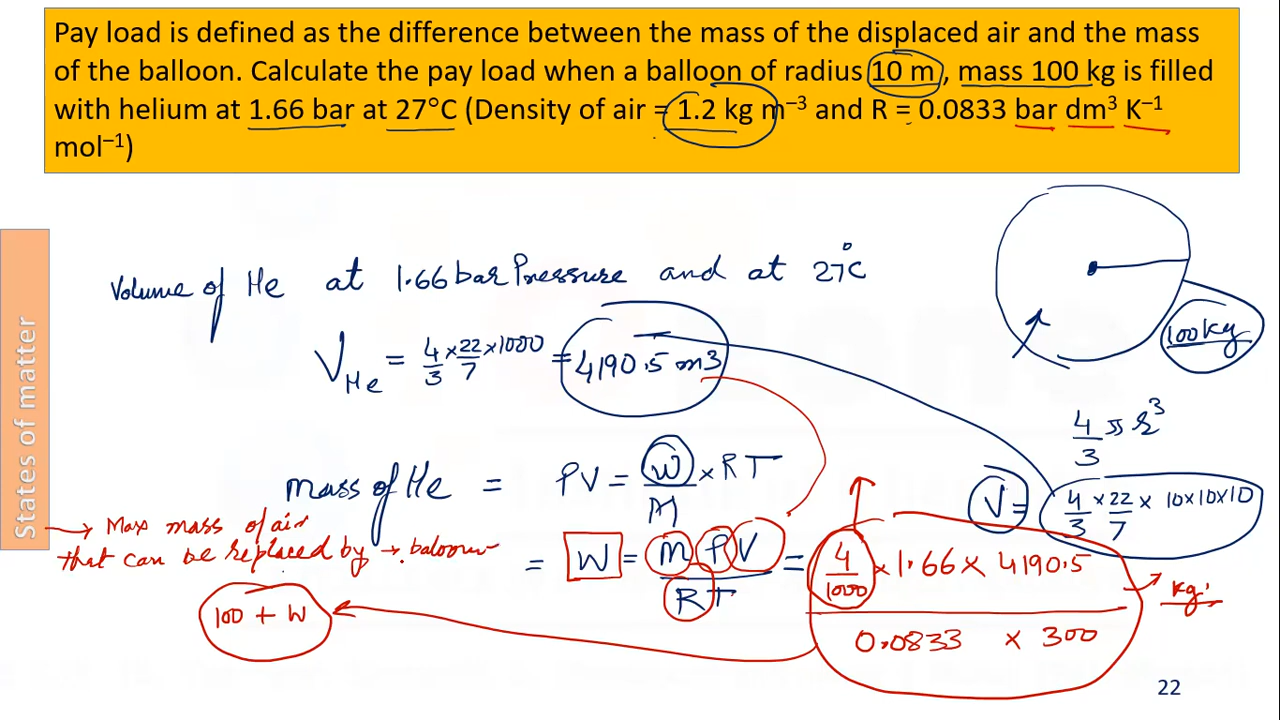 Pay load is defined as the difference between the mass of the displaced air and the mass
of the balloon. Calculate the pay load when a balloon of radius 10 m, mass 100 kg is filled
with helium at 1.66 bar at 27°C (Density of air = 1.2 kg m⁻³ and R = 0.0833 bar dm³ K⁻¹
mol⁻¹)
States of matter
Volume of He at 1.66 bar Pressure and at 27°C
100 kg
V_He = 4/3 × 22/7 × 1000 = 4190.5 m3
4/3 π r³
V = 4/3 × 22/7 × 10×10×10
mass of He = PV = W/M × RT
→ Max mass of air
that can be replaced by → baloon
= W = m P V / R T = 4/1000 × 1.66 × 4190.5 / 0.0833 × 300 → kg.
100 + W
22